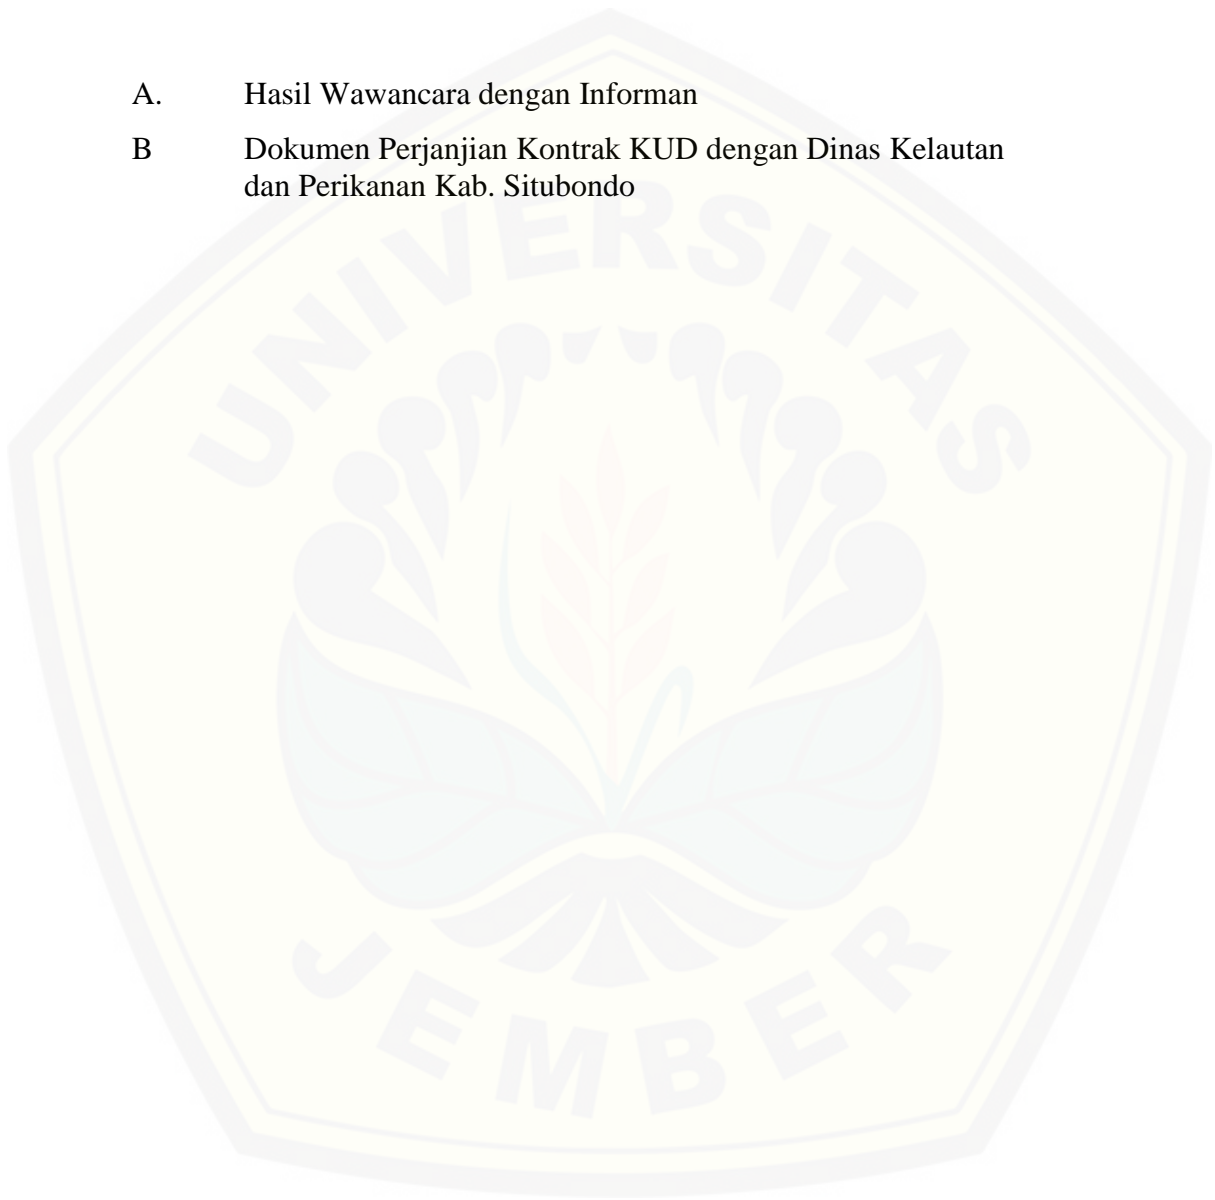 A. Hasil Wawancara dengan Informan
B Dokumen Perjanjian Kontrak KUD dengan Dinas Kelautan
dan Perikanan Kab. Situbondo
UNIVERSITAS
JEMBER